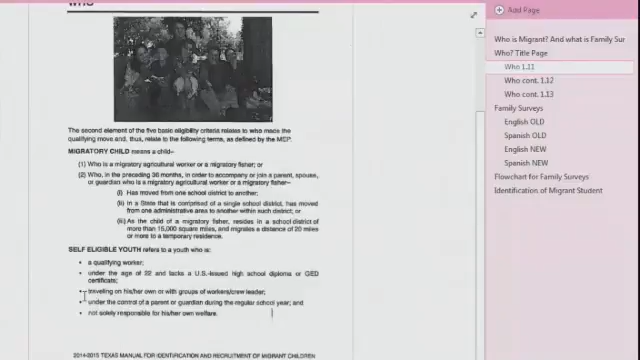 WHO
The second element of the five basic eligibility criteria relates to who made the
qualifying move and, thus, relate to the following terms, as defined by the MEP:
MIGRATORY CHILD means a child–
(1) Who is a migratory agricultural worker or a migratory fisher; or
(2) Who, in the preceding 36 months, in order to accompany or join a parent, spouse,
or guardian who is a migratory agricultural worker or a migratory fisher–
(i) Has moved from one school district to another;
(ii) In a State that is comprised of a single school district, has moved
from one administrative area to another within such district; or
(iii) As the child of a migratory fisher, resides in a school district of
more than 15,000 square miles, and migrates a distance of 20 miles
or more to a temporary residence.
SELF ELIGIBLE YOUTH refers to a youth who is:
• a qualifying worker;
• under the age of 22 and lacks a U.S.-issued high school diploma or GED
certificate;
• traveling on his/her own or with groups of workers/crew leader;
• under the control of a parent or guardian during the regular school year; and
• not solely responsible for his/her own welfare.
2014-2015 TEXAS MANUAL FOR IDENTIFICATION AND RECRUITMENT OF MIGRANT CHILDREN
Add Page
Who is Migrant? And what is Family Sur
Who? Title Page
Who 1.11
Who cont. 1.12
Who cont. 1.13
Family Surveys
English OLD
Spanish OLD
English NEW
Spanish NEW
Flowchart for Family Surveys
Identification of Migrant Student